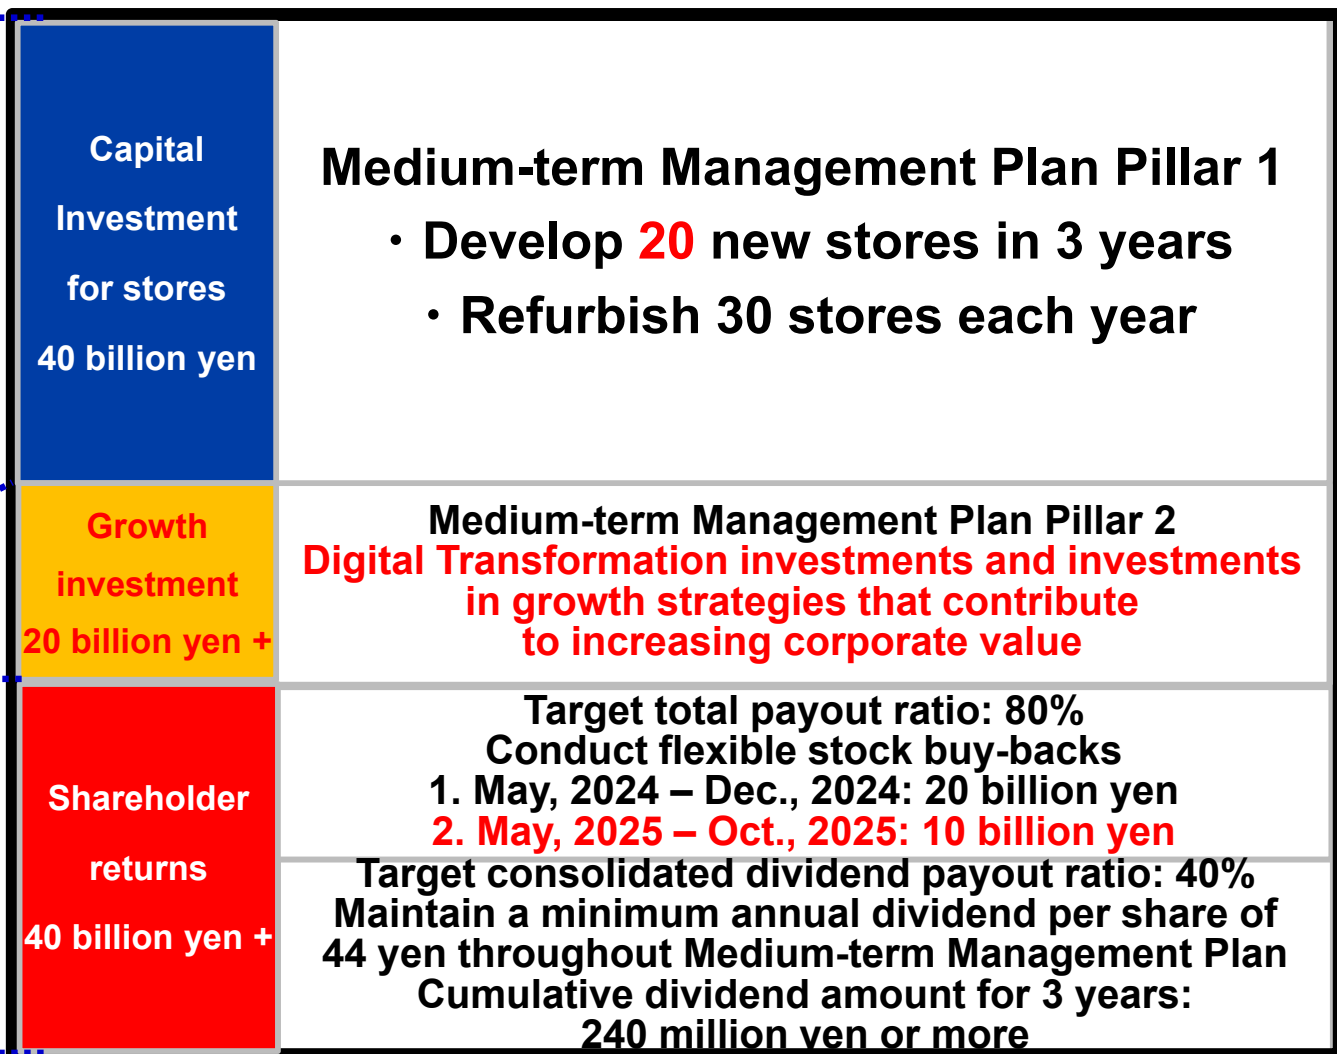 Capital
Investment
for stores
40 billion yen
Medium-term Management Plan Pillar 1
・Develop 20 new stores in 3 years
・Refurbish 30 stores each year
Growth
investment
20 billion yen +
Medium-term Management Plan Pillar 2
Digital Transformation investments and investments
in growth strategies that contribute
to increasing corporate value
Shareholder
returns
40 billion yen +
Target total payout ratio: 80%
Conduct flexible stock buy-backs
1. May, 2024 – Dec., 2024: 20 billion yen
2. May, 2025 – Oct., 2025: 10 billion yen
Target consolidated dividend payout ratio: 40%
Maintain a minimum annual dividend per share of
44 yen throughout Medium-term Management Plan
Cumulative dividend amount for 3 years:
240 million yen or more